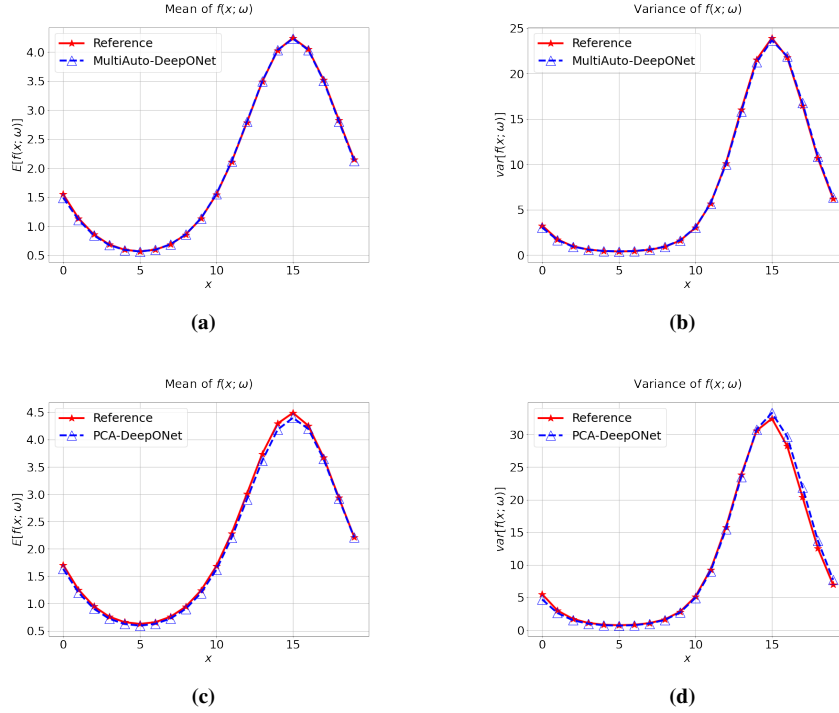 Mean of f(x; ω)
Reference
MultiAuto-DeepONet
4.0
3.5
3.0
2.5
2.0
1.5
1.0
0.5
E[f(x; ω)]
0 5 10 15
x
(a)
Variance of f(x; ω)
Reference
MultiAuto-DeepONet
25
20
15
10
5
0
var[f(x; ω)]
0 5 10 15
x
(b)
Mean of f(x; ω)
Reference
PCA-DeepONet
4.5
4.0
3.5
3.0
2.5
2.0
1.5
1.0
0.5
E[f(x; ω)]
0 5 10 15
x
(c)
Variance of f(x; ω)
Reference
PCA-DeepONet
30
25
20
15
10
5
0
var[f(x; ω)]
0 5 10 15
x
(d)